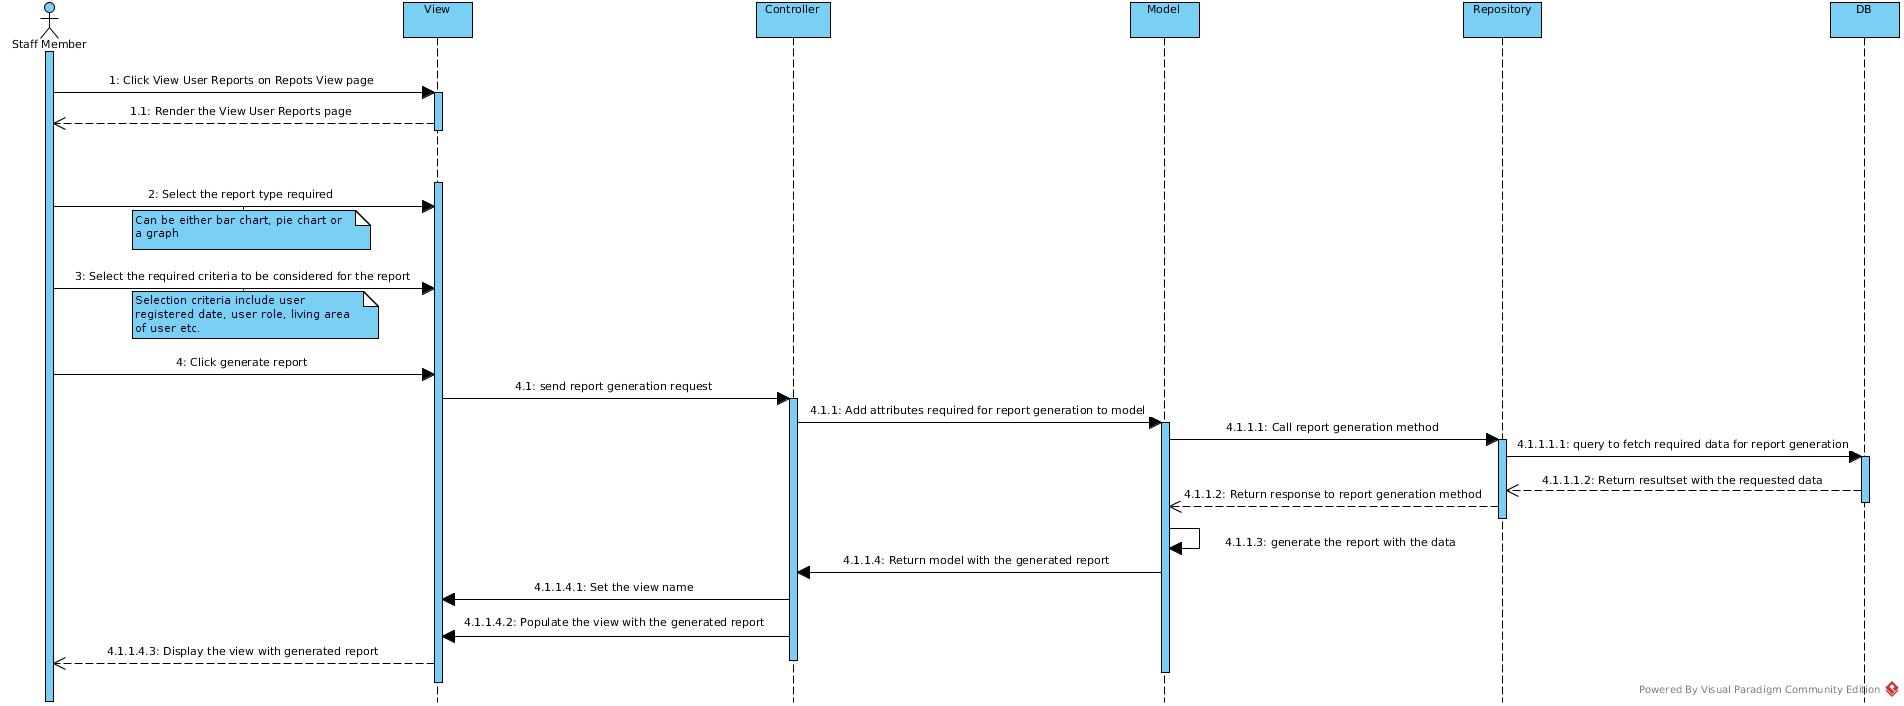 View
Controller
Model
Repository
DB
Staff Member
1: Click View User Reports on Repots View page
1.1: Render the View User Reports page
2: Select the report type required
Can be either bar chart, pie chart or
a graph
3: Select the required criteria to be considered for the report
Selection criteria include user
registered date, user role, living area
of user etc.
4: Click generate report
4.1: send report generation request
4.1.1: Add attributes required for report generation to model
4.1.1.1: Call report generation method
4.1.1.1.1: query to fetch required data for report generation
4.1.1.1.2: Return resultset with the requested data
4.1.1.2: Return response to report generation method
4.1.1.3: generate the report with the data
4.1.1.4: Return model with the generated report
4.1.1.4.1: Set the view name
4.1.1.4.2: Populate the view with the generated report
4.1.1.4.3: Display the view with generated report
Powered By Visual Paradigm Community Edition